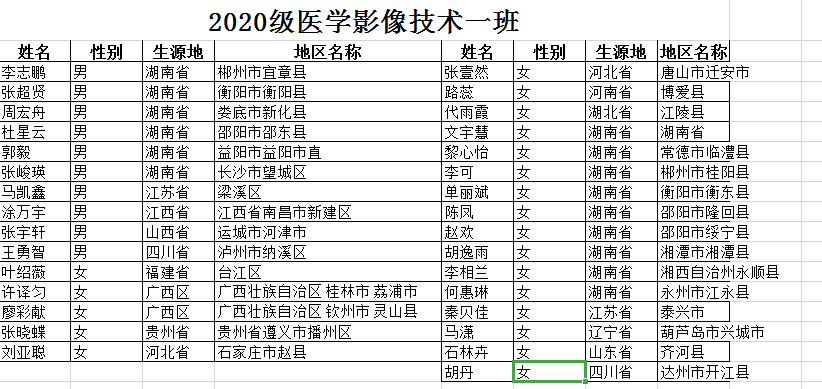 2020级医学影像技术一班
姓名 性别 生源地 地区名称 姓名 性别 生源地 地区名称
李志鹏 男 湖南省 郴州市宜章县 张壹然 女 河北省 唐山市迁安市
张超贤 男 湖南省 衡阳市衡阳县 路蕊 女 河南省 博爱县
周宏舟 男 湖南省 娄底市新化县 代雨霞 女 湖北省 江陵县
杜星云 男 湖南省 邵阳市邵东县 文宇慧 女 湖南省 湖南省
郭毅 男 湖南省 益阳市益阳市直 黎心怡 女 湖南省 常德市临澧县
张峻瑛 男 湖南省 长沙市望城区 李可 女 湖南省 郴州市桂阳县
马凯鑫 男 江苏省 梁溪区 单丽斌 女 湖南省 衡阳市衡东县
涂万宇 男 江西省 江西省南昌市新建区 陈凤 女 湖南省 邵阳市隆回县
张宇轩 男 山西省 运城市河津市 赵欢 女 湖南省 邵阳市绥宁县
王勇智 男 四川省 泸州市纳溪区 胡逸雨 女 湖南省 湘潭市湘潭县
叶绍薇 女 福建省 台江区 李相兰 女 湖南省 湘西自治州永顺县
许译匀 女 广西区 广西壮族自治区 桂林市 荔浦市 何惠琳 女 湖南省 永州市江永县
廖彩献 女 广西区 广西壮族自治区 钦州市 灵山县 秦贝佳 女 江苏省 泰兴市
张晓蝶 女 贵州省 贵州省遵义市播州区 马潇 女 辽宁省 葫芦岛市兴城市
刘亚聪 女 河北省 石家庄市赵县 石林卉 女 山东省 齐河县
胡丹 女 四川省 达州市开江县